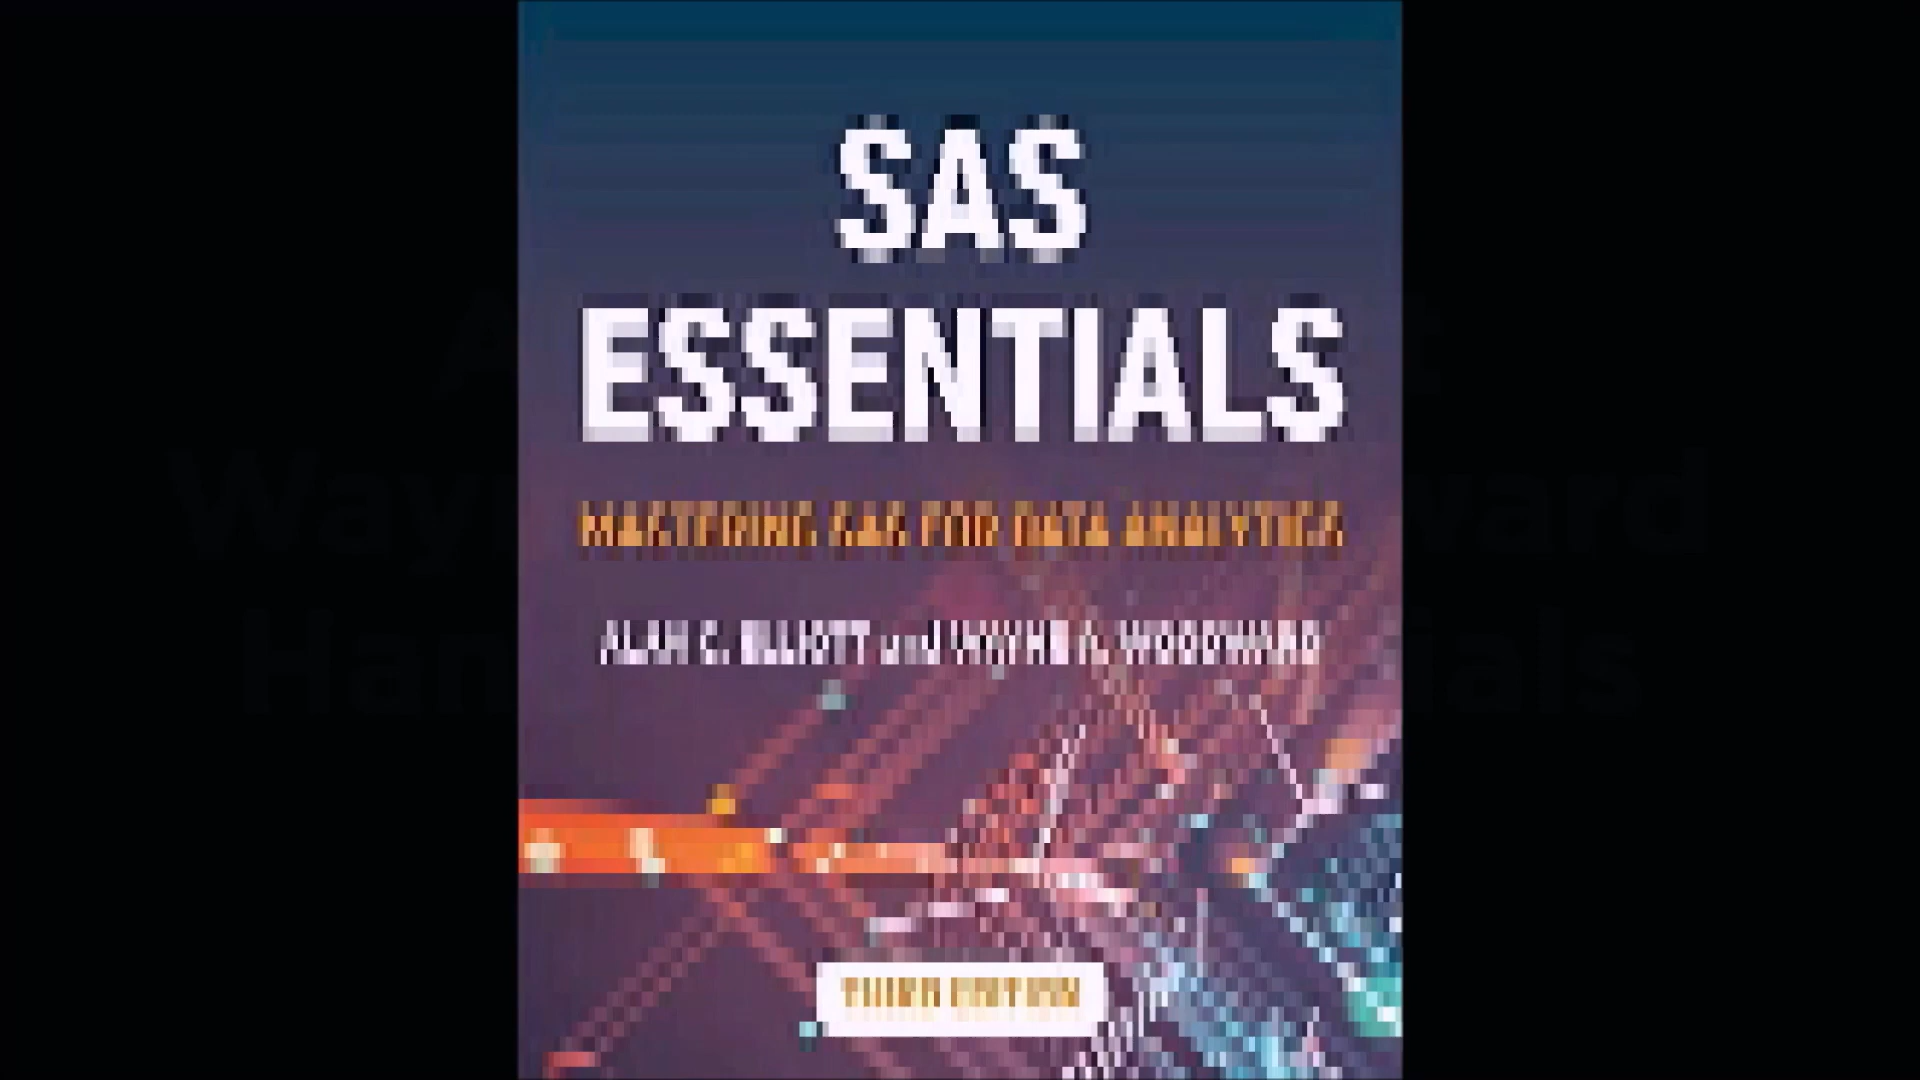 SAS
ESSENTIALS
MASTERING SAS FOR DATA ANALYTICS
ALAN C. ELLIOTT and WAYNE A. WOODWARD
THIRD EDITION